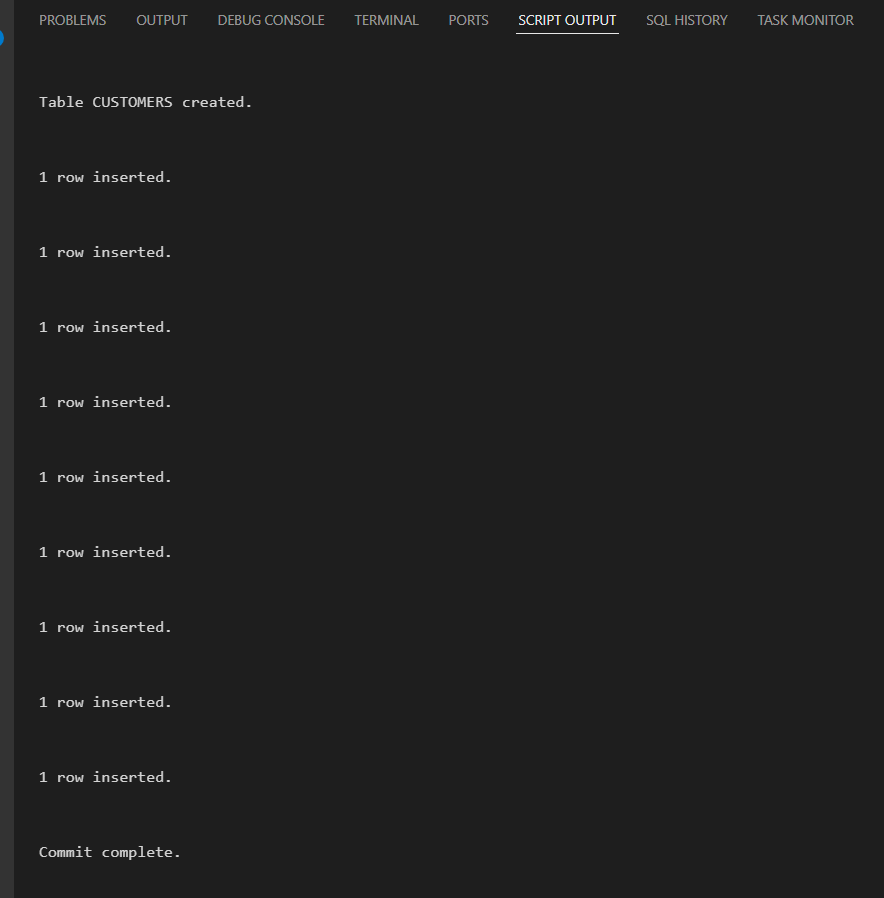 PROBLEMS OUTPUT DEBUG CONSOLE TERMINAL PORTS SCRIPT OUTPUT SQL HISTORY TASK MONITOR
Table CUSTOMERS created.
1 row inserted.
1 row inserted.
1 row inserted.
1 row inserted.
1 row inserted.
1 row inserted.
1 row inserted.
1 row inserted.
1 row inserted.
Commit complete.